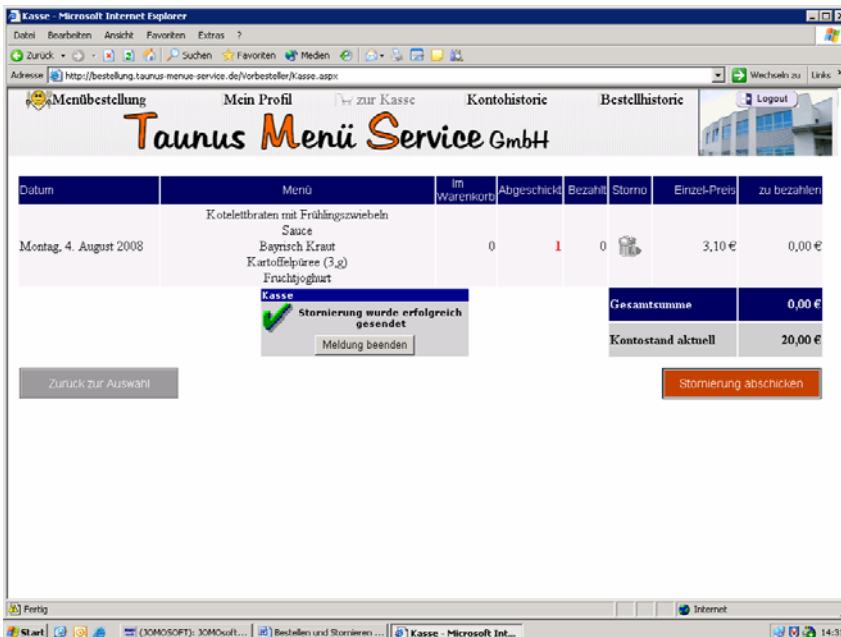 Kasse - Microsoft Internet Explorer
Datei Bearbeiten Ansicht Favoriten Extras ?
Zurück Suchen Favoriten Medien
Adresse http://bestellung.taunus-menue-service.de/Vorbesteller/Kasse.aspx Wechseln zu Links
Menübestellung Mein Profil zur Kasse Kontohistorie Bestellhistorie Logout
Taunus Menü Service GmbH
Datum Menü Im Warenkorb Abgeschickt Bezahlt Storno Einzel-Preis zu bezahlen
Kotelettbraten mit Frühlingszwiebeln
Sauce
Montag, 4. August 2008 Bayrisch Kraut 0 1 0 3,10 € 0,00 €
Kartoffelpüree (3,g)
Fruchtjoghurt
Kasse
Stornierung wurde erfolgreich
gesendet
Meldung beenden
Gesamtsumme 0,00 €
Kontostand aktuell 20,00 €
Zurück zur Auswahl Stornierung abschicken
Fertig Internet
Start (JOMOSOFT): JOMOsoft... Bestellen und Stornieren ... Kasse - Microsoft Int...